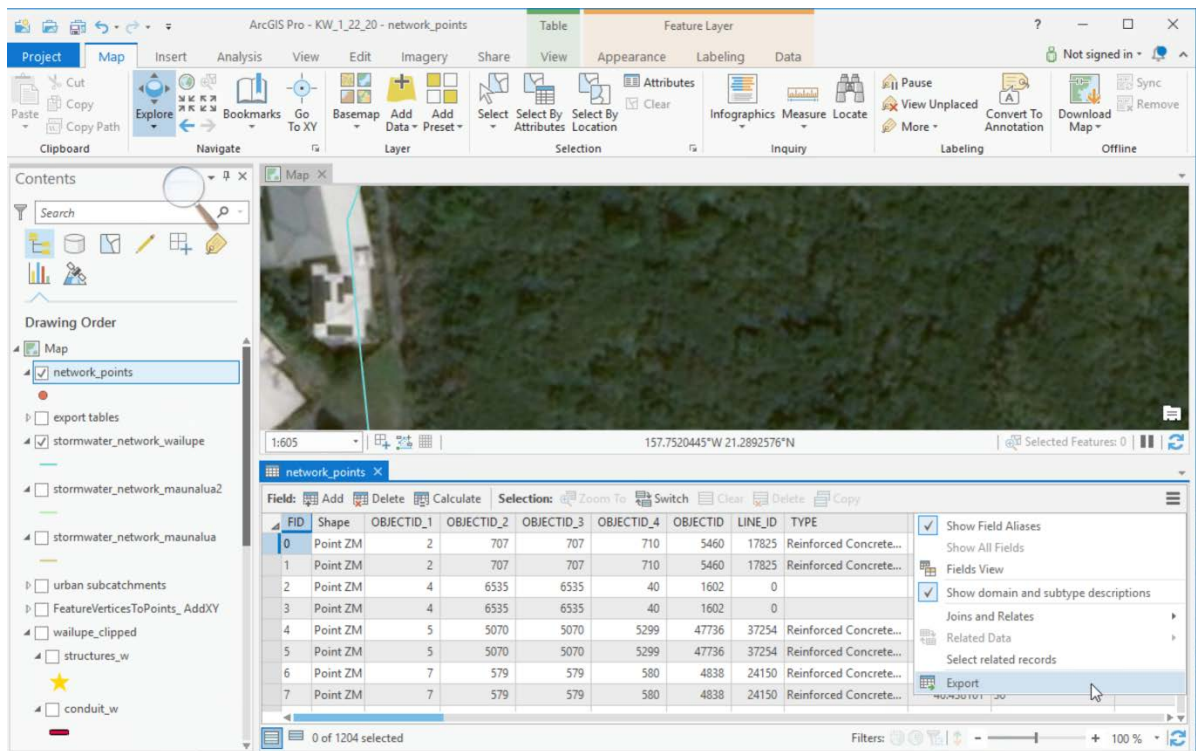 ArcGIS Pro - KW_1_22_20 - network_points Table Feature Layer ?
Project Map Insert Analysis View Edit Imagery Share View Appearance Labeling Data Not signed in
Cut
Copy
Copy Path
Paste
Explore
Bookmarks
Go To XY
Basemap
Add Data
Add Preset
Select
Select By Attributes
Select By Location
Attributes
Clear
Infographics
Measure
Locate
Pause
View Unplaced
More
Convert To Annotation
Download Map
Sync
Remove
Clipboard Navigate Layer Selection Inquiry Labeling Offline
Contents
Search
Drawing Order
Map
network_points
export tables
stormwater_network_wailupe
stormwater_network_maunalua2
stormwater_network_maunalua
urban subcatchments
FeatureVerticesToPoints_ AddXY
wailupe_clipped
structures_w
conduit_w
Map
1:605 157.7520445°W 21.2892576°N Selected Features: 0
network_points
Field: Add Delete Calculate Selection: Zoom To Switch Clear Delete Copy
FID Shape OBJECTID_1 OBJECTID_2 OBJECTID_3 OBJECTID_4 OBJECTID LINE_ID TYPE
0 Point ZM 2 707 707 710 5460 17825 Reinforced Concrete...
1 Point ZM 2 707 707 710 5460 17825 Reinforced Concrete...
2 Point ZM 4 6535 6535 40 1602 0
3 Point ZM 4 6535 6535 40 1602 0
4 Point ZM 5 5070 5070 5299 47736 37254 Reinforced Concrete...
5 Point ZM 5 5070 5070 5299 47736 37254 Reinforced Concrete...
6 Point ZM 7 579 579 580 4838 24150 Reinforced Concrete...
7 Point ZM 7 579 579 580 4838 24150 Reinforced Concrete...
Show Field Aliases
Show All Fields
Fields View
Show domain and subtype descriptions
Joins and Relates
Related Data
Select related records
Export
0 of 1204 selected Filters: - + 100 %